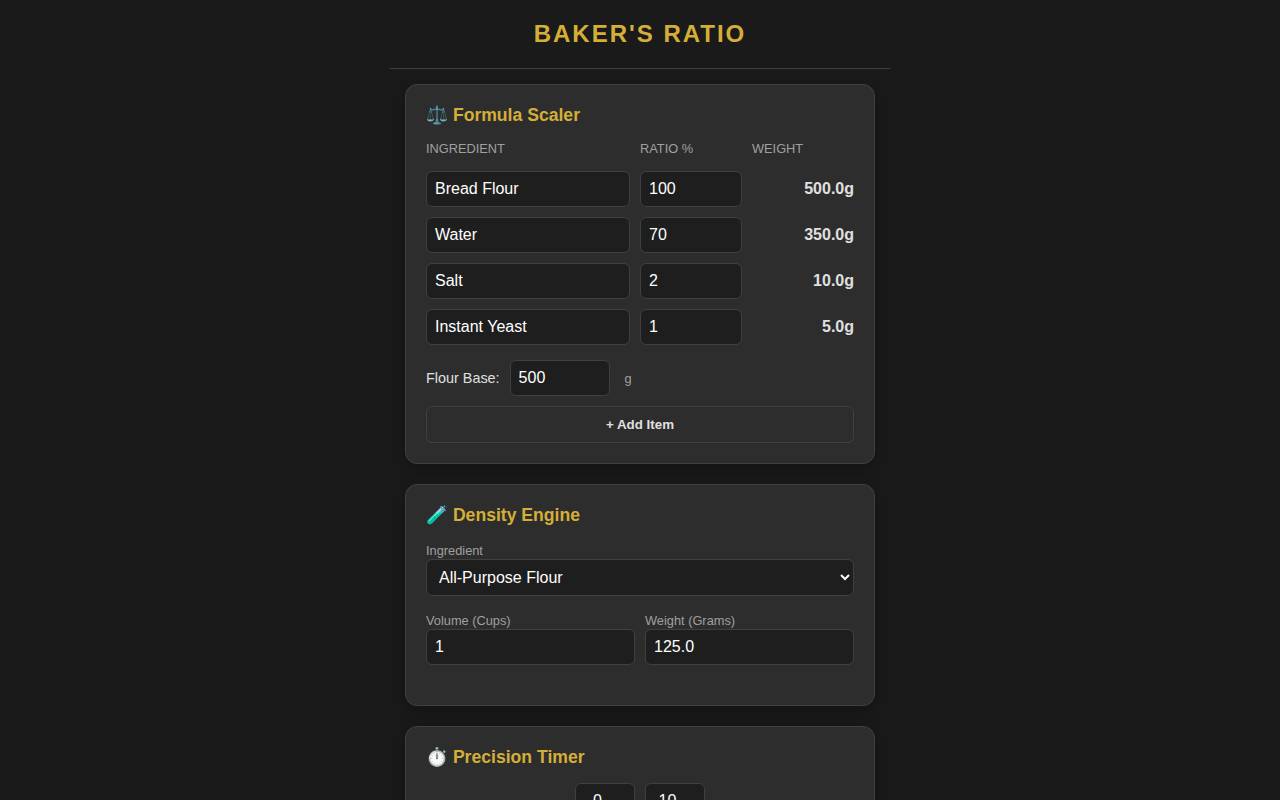 BAKER'S RATIO
⚖️ Formula Scaler
INGREDIENT RATIO % WEIGHT
Bread Flour 100 500.0g
Water 70 350.0g
Salt 2 10.0g
Instant Yeast 1 5.0g
Flour Base: 500 g
+ Add Item
🧪 Density Engine
Ingredient
All-Purpose Flour
Volume (Cups) Weight (Grams)
1 125.0
⏱️ Precision Timer
0 10